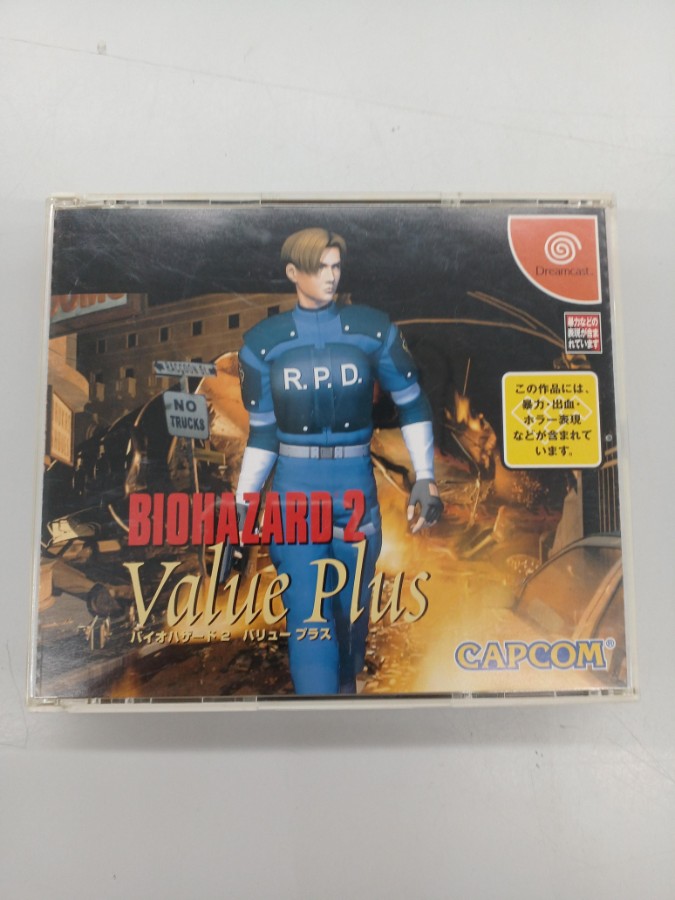 Dreamcast
暴力などの
表現が含ま
れています
RACCOON ST.
NO
TRUCKS
R.P.D.
この作品には、
暴力・出血・
ホラー表現
などが含まれて
います。
BIOHAZARD 2
Value Plus
バイオハザード2 バリュー プラス
CAPCOM®